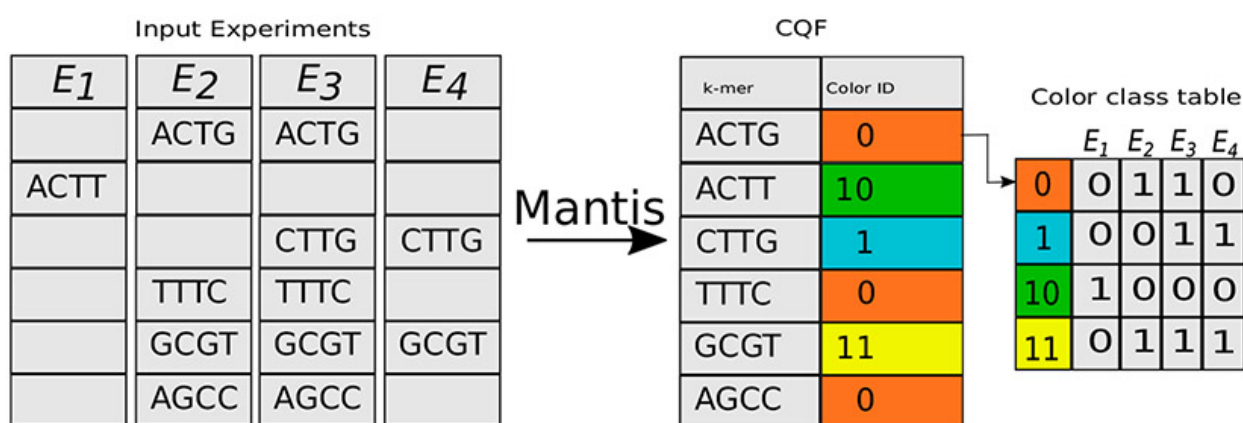 Input Experiments
E1 E2 E3 E4
ACTG ACTG
ACTT
CTTG CTTG
TTTC TTTC
GCGT GCGT GCGT
AGCC AGCC
Mantis
CQF
k-mer Color ID
ACTG 0
ACTT 10
CTTG 1
TTTC 0
GCGT 11
AGCC 0
Color class table
E1 E2 E3 E4
0 0 1 1 0
1 0 0 1 1
10 1 0 0 0
11 0 1 1 1